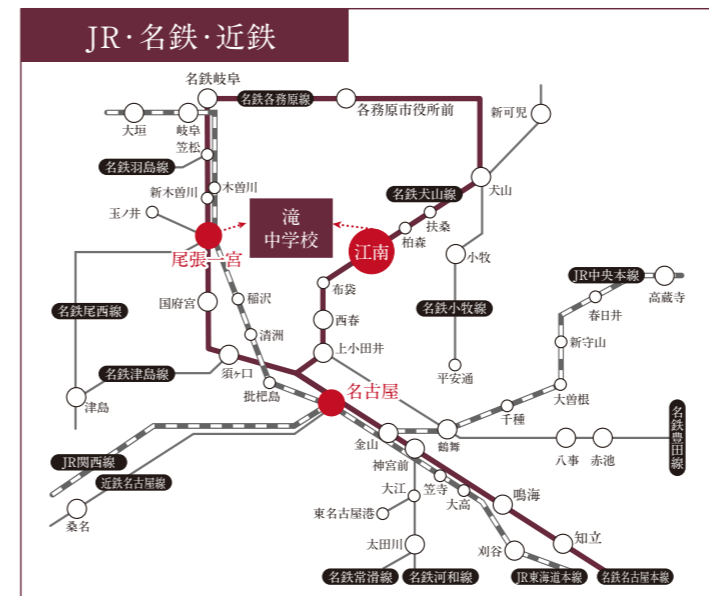 JR・名鉄・近鉄
名鉄岐阜
名鉄各務原線
各務原市役所前
新可児
大垣
岐阜
笠松
名鉄羽島線
新木曽川
木曽川
玉ノ井
滝
中学校
名鉄犬山線
犬山
扶桑
柏森
江南
尾張一宮
小牧
布袋
JR中央本線
高蔵寺
国府宮
稲沢
名鉄尾西線
西春
名鉄小牧線
春日井
清洲
新守山
上小田井
名鉄津島線
須ヶ口
平安通
批杷島
名古屋
大曽根
津島
千種
名鉄豊田線
金山
鶴舞
八事
赤池
JR関西線
神宮前
近鉄名古屋線
大江
笠寺
大高
鳴海
桑名
東名古屋港
太田川
刈谷
知立
名鉄常滑線
名鉄河和線
JR東海道本線
名鉄名古屋本線